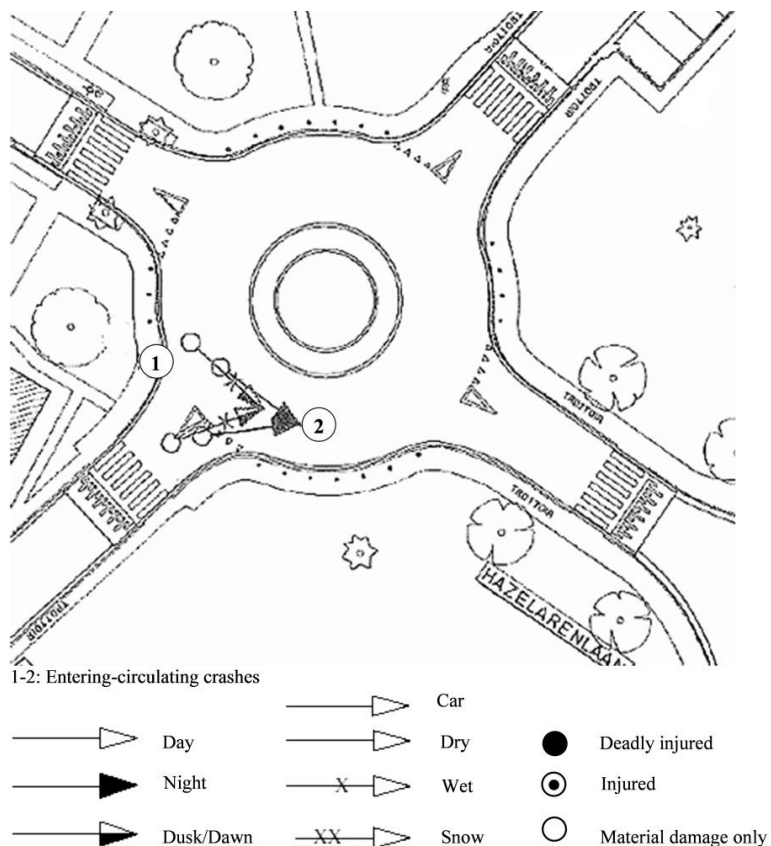 TROTTOIR
TROTTOIR
1
TROTTOIR
2
TROTTOIR
TROTTOIR
HAZELARENLAAN
1-2: Entering-circulating crashes
Car
Day
Dry
Deadly injured
Night
X
Wet
Injured
Dusk/Dawn
XX
Snow
Material damage only